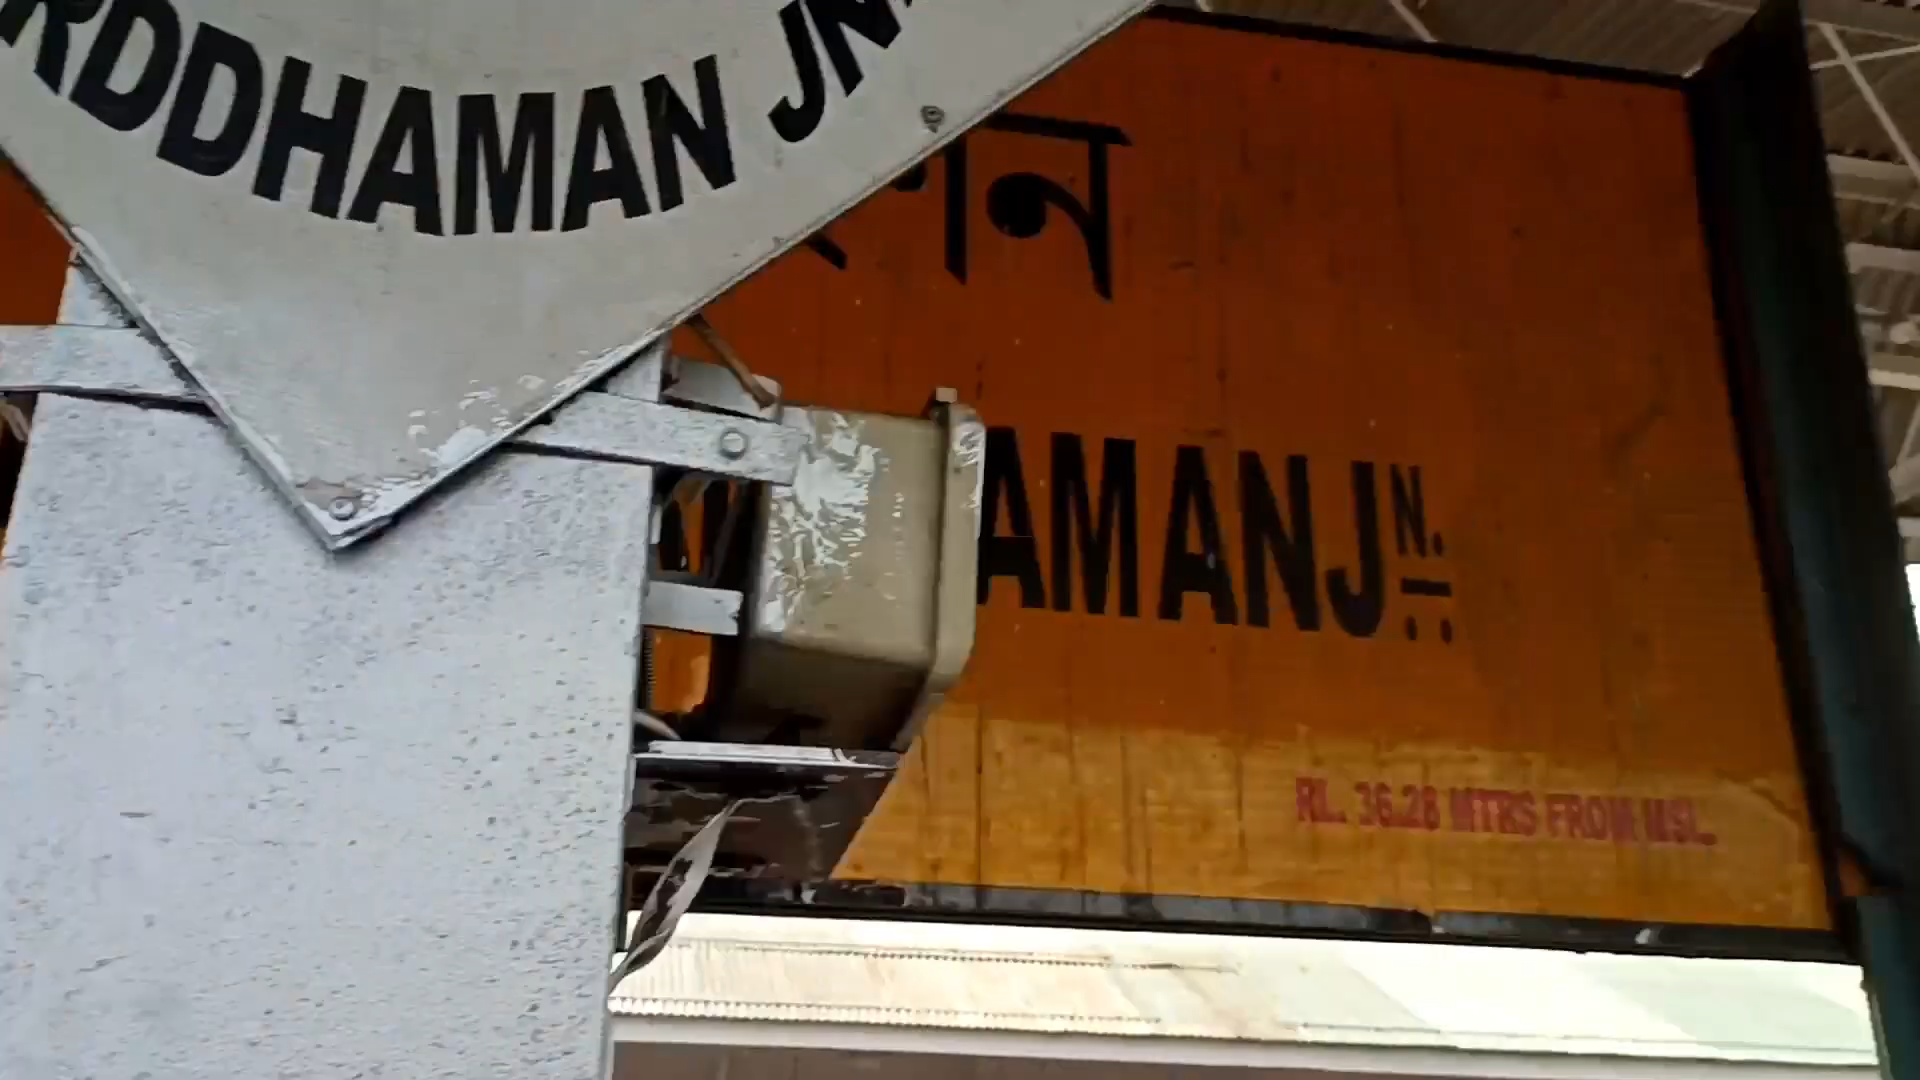 RDDHAMAN JN.
ান
AMAN JN.
RL. 36.28 MTRS FROM MSL.